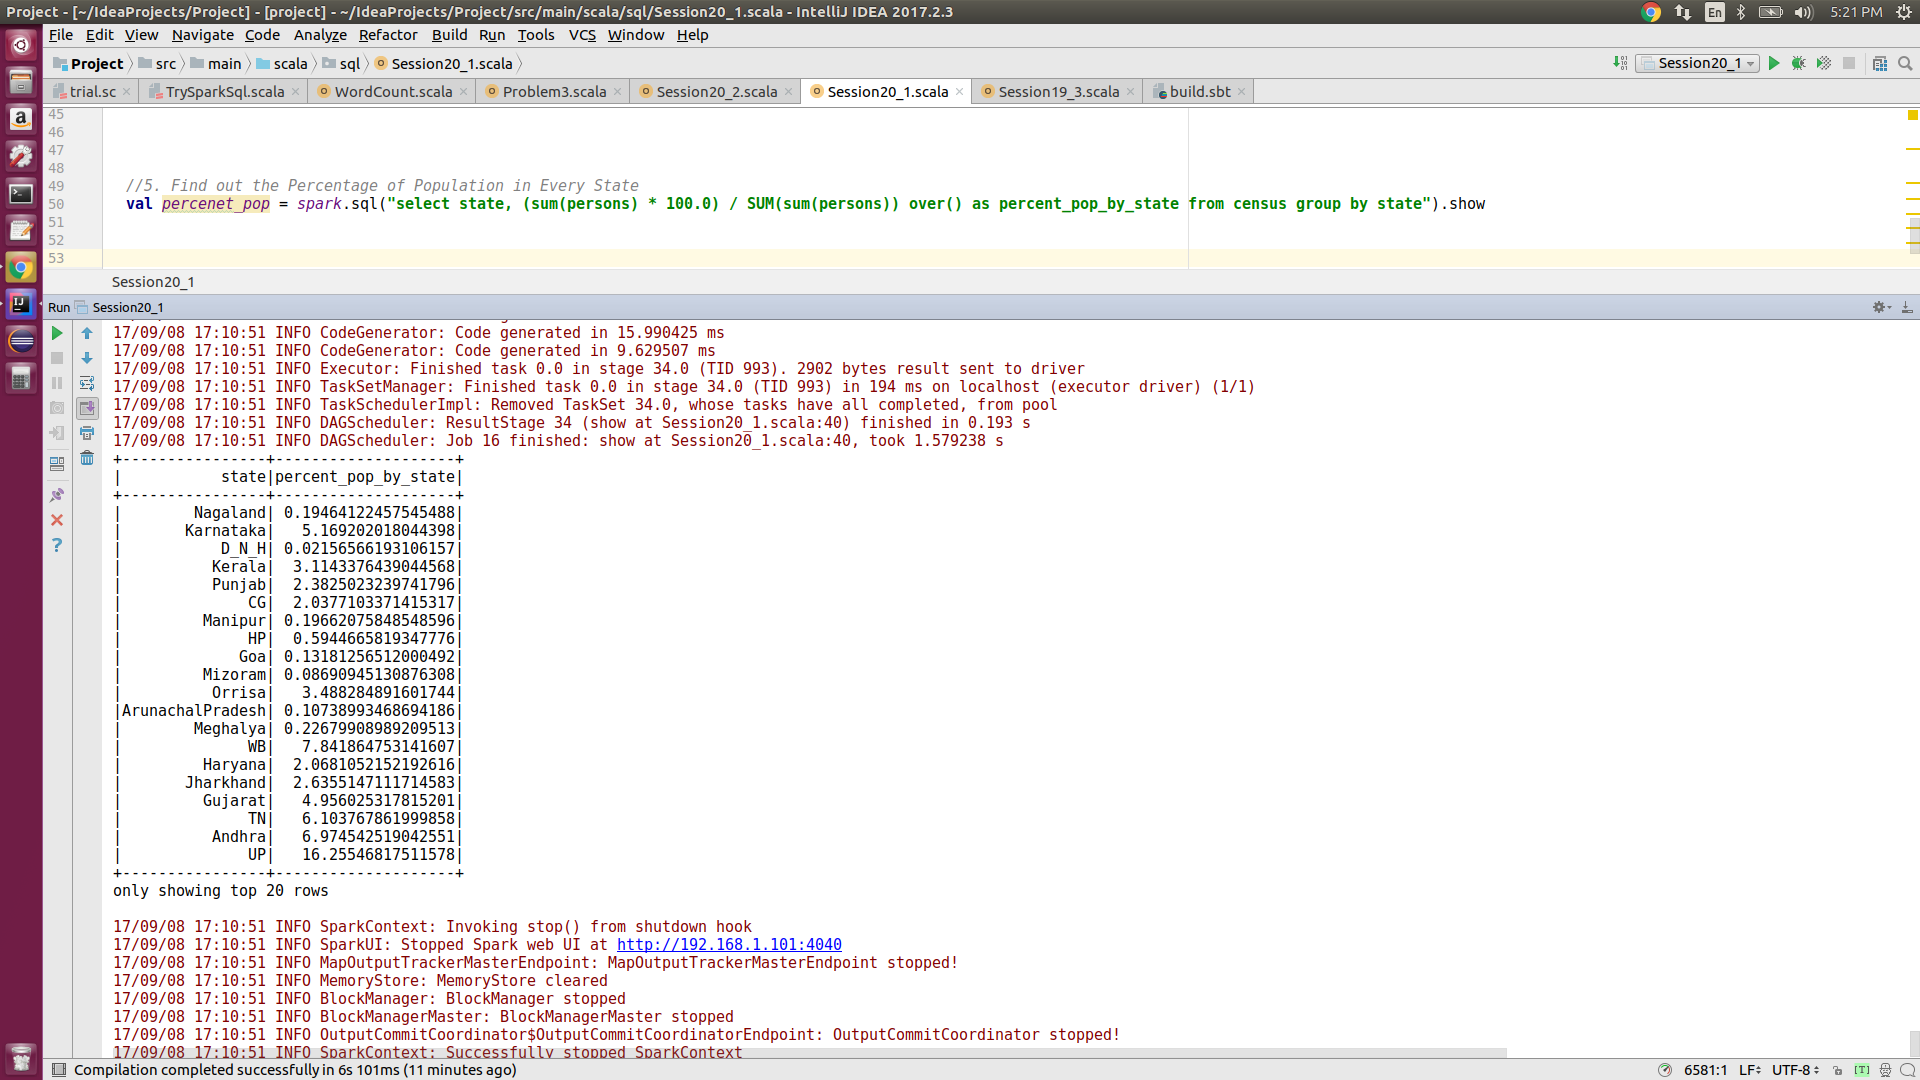 Project - [~/IdeaProjects/Project] - [project] - ~/IdeaProjects/Project/src/main/scala/sql/Session20_1.scala - IntelliJ IDEA 2017.2.3
En 5:21 PM
File Edit View Navigate Code Analyze Refactor Build Run Tools VCS Window Help
Project src main scala sql Session20_1.scala
Session20_1
trial.sc TrySparkSql.scala WordCount.scala Problem3.scala Session20_2.scala Session20_1.scala Session19_3.scala build.sbt
45
46
47
48
49 //5. Find out the Percentage of Population in Every State
50 val percenet_pop = spark.sql("select state, (sum(persons) * 100.0) / SUM(sum(persons)) over() as percent_pop_by_state from census group by state").show
51
52
53
Session20_1
Run Session20_1
17/09/08 17:10:51 INFO CodeGenerator: Code generated in 15.990425 ms
17/09/08 17:10:51 INFO CodeGenerator: Code generated in 9.629507 ms
17/09/08 17:10:51 INFO Executor: Finished task 0.0 in stage 34.0 (TID 993). 2902 bytes result sent to driver
17/09/08 17:10:51 INFO TaskSetManager: Finished task 0.0 in stage 34.0 (TID 993) in 194 ms on localhost (executor driver) (1/1)
17/09/08 17:10:51 INFO TaskSchedulerImpl: Removed TaskSet 34.0, whose tasks have all completed, from pool
17/09/08 17:10:51 INFO DAGScheduler: ResultStage 34 (show at Session20_1.scala:40) finished in 0.193 s
17/09/08 17:10:51 INFO DAGScheduler: Job 16 finished: show at Session20_1.scala:40, took 1.579238 s
+----------------+--------------------+
|           state|percent_pop_by_state|
+----------------+--------------------+
|        Nagaland| 0.19464122457545488|
|       Karnataka|   5.169202018044398|
|           D_N_H| 0.02156566193106157|
|          Kerala|  3.1143376439044568|
|          Punjab|  2.3825023239741796|
|              CG|  2.0377103371415317|
|         Manipur| 0.19662075848548596|
|              HP|  0.5944665819347776|
|             Goa| 0.13181256512000492|
|         Mizoram| 0.08690945130876308|
|          Orrisa|   3.488284891601744|
|ArunachalPradesh| 0.10738993468694186|
|        Meghalya| 0.22679908989209513|
|              WB|   7.841864753141607|
|         Haryana|  2.0681052152192616|
|       Jharkhand|  2.6355147111714583|
|         Gujarat|   4.956025317815201|
|              TN|   6.103767861999858|
|          Andhra|   6.974542519042551|
|              UP|   16.25546817511578|
+----------------+--------------------+
only showing top 20 rows
17/09/08 17:10:51 INFO SparkContext: Invoking stop() from shutdown hook
17/09/08 17:10:51 INFO SparkUI: Stopped Spark web UI at http://192.168.1.101:4040
17/09/08 17:10:51 INFO MapOutputTrackerMasterEndpoint: MapOutputTrackerMasterEndpoint stopped!
17/09/08 17:10:51 INFO MemoryStore: MemoryStore cleared
17/09/08 17:10:51 INFO BlockManager: BlockManager stopped
17/09/08 17:10:51 INFO BlockManagerMaster: BlockManagerMaster stopped
17/09/08 17:10:51 INFO OutputCommitCoordinator$OutputCommitCoordinatorEndpoint: OutputCommitCoordinator stopped!
17/09/08 17:10:51 INFO SparkContext: Successfully stopped SparkContext
Compilation completed successfully in 6s 101ms (11 minutes ago) 6581:1 LF UTF-8 [T]